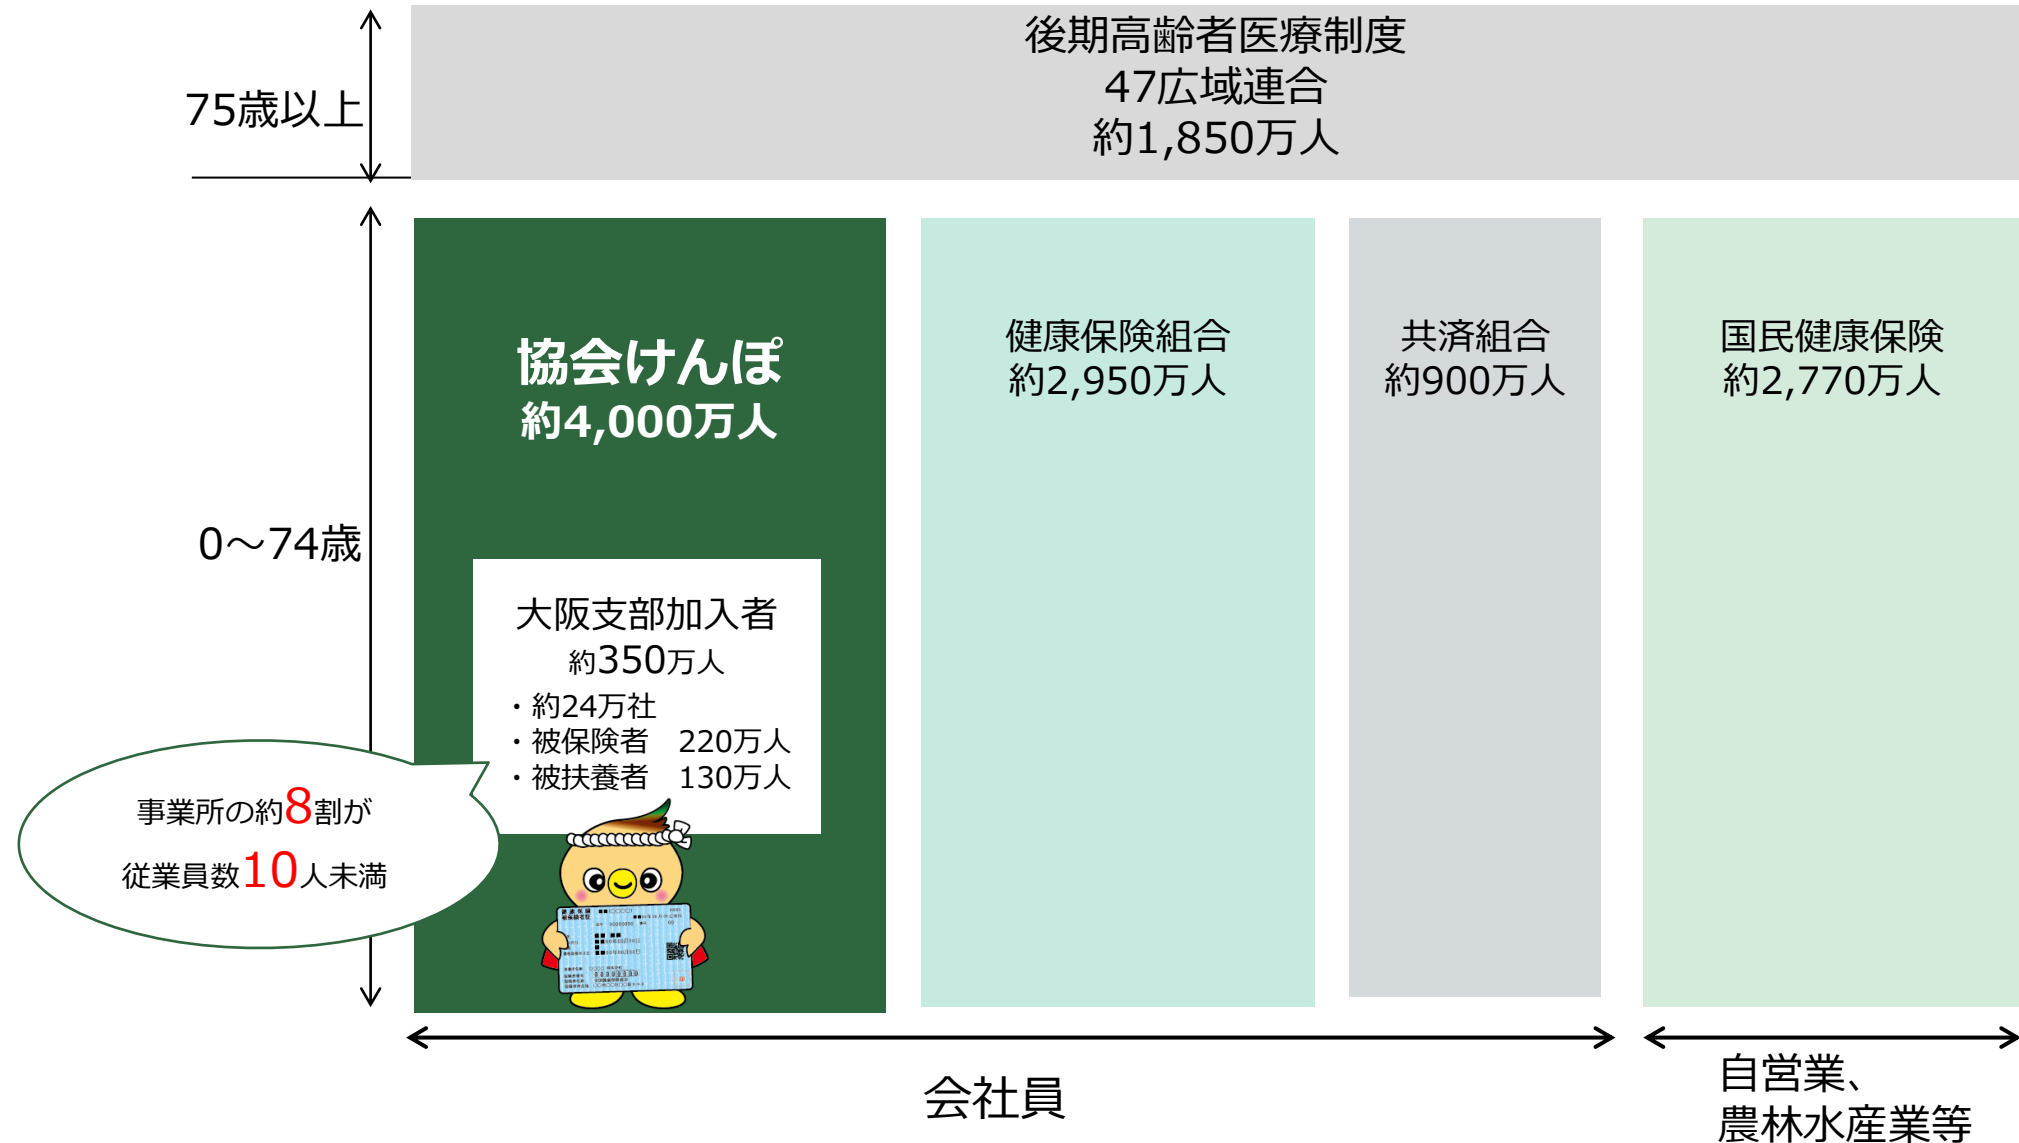 後期高齢者医療制度
47広域連合
約1,850万人
75歳以上
0～74歳
協会けんぽ
約4,000万人
大阪支部加入者
約350万人
・約24万社
・被保険者　220万人
・被扶養者　130万人
事業所の約8割が
従業員数10人未満
健康保険組合
約2,950万人
共済組合
約900万人
国民健康保険
約2,770万人
会社員
自営業、
農林水産業等